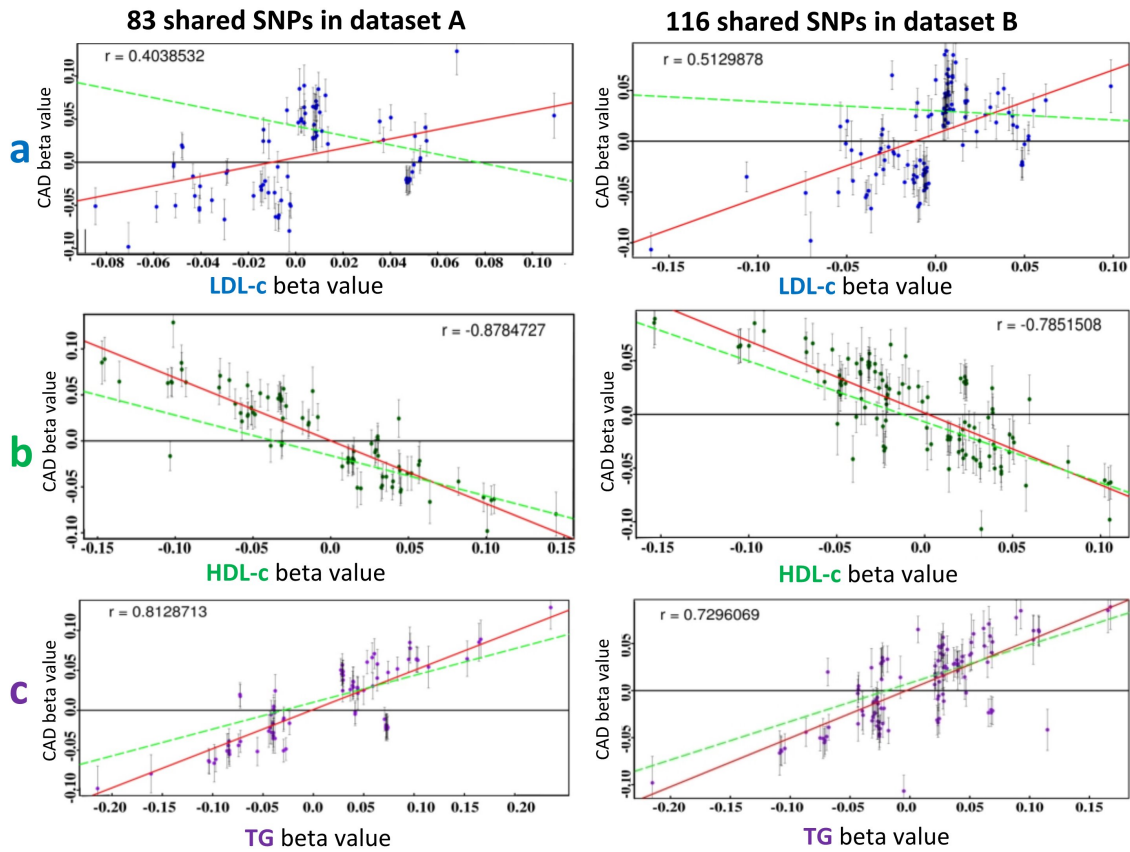 83 shared SNPs in dataset A
116 shared SNPs in dataset B
a
r = 0.4038532
CAD beta value
0.10
0.05
0.0
-0.05
-0.10
-0.08 -0.06 -0.04 -0.02 0.0 0.02 0.04 0.06 0.08 0.10
LDL-c beta value
r = 0.5129878
CAD beta value
0.05
0.0
-0.05
-0.10
-0.15 -0.10 -0.05 0.0 0.05 0.10
LDL-c beta value
b
r = -0.8784727
CAD beta value
0.10
0.05
0.0
-0.05
-0.10
-0.15 -0.10 -0.05 0.0 0.05 0.10 0.15
HDL-c beta value
r = -0.7851508
CAD beta value
0.05
0.0
-0.05
-0.10
-0.15 -0.10 -0.05 0.0 0.05 0.10
HDL-c beta value
c
r = 0.8128713
CAD beta value
0.10
0.05
0.0
-0.05
-0.10
-0.20 -0.15 -0.10 -0.05 0.0 0.05 0.10 0.15 0.20
TG beta value
r = 0.7296069
CAD beta value
0.05
0.0
-0.05
-0.10
-0.20 -0.15 -0.10 -0.05 -0.0 0.05 0.10 0.15
TG beta value